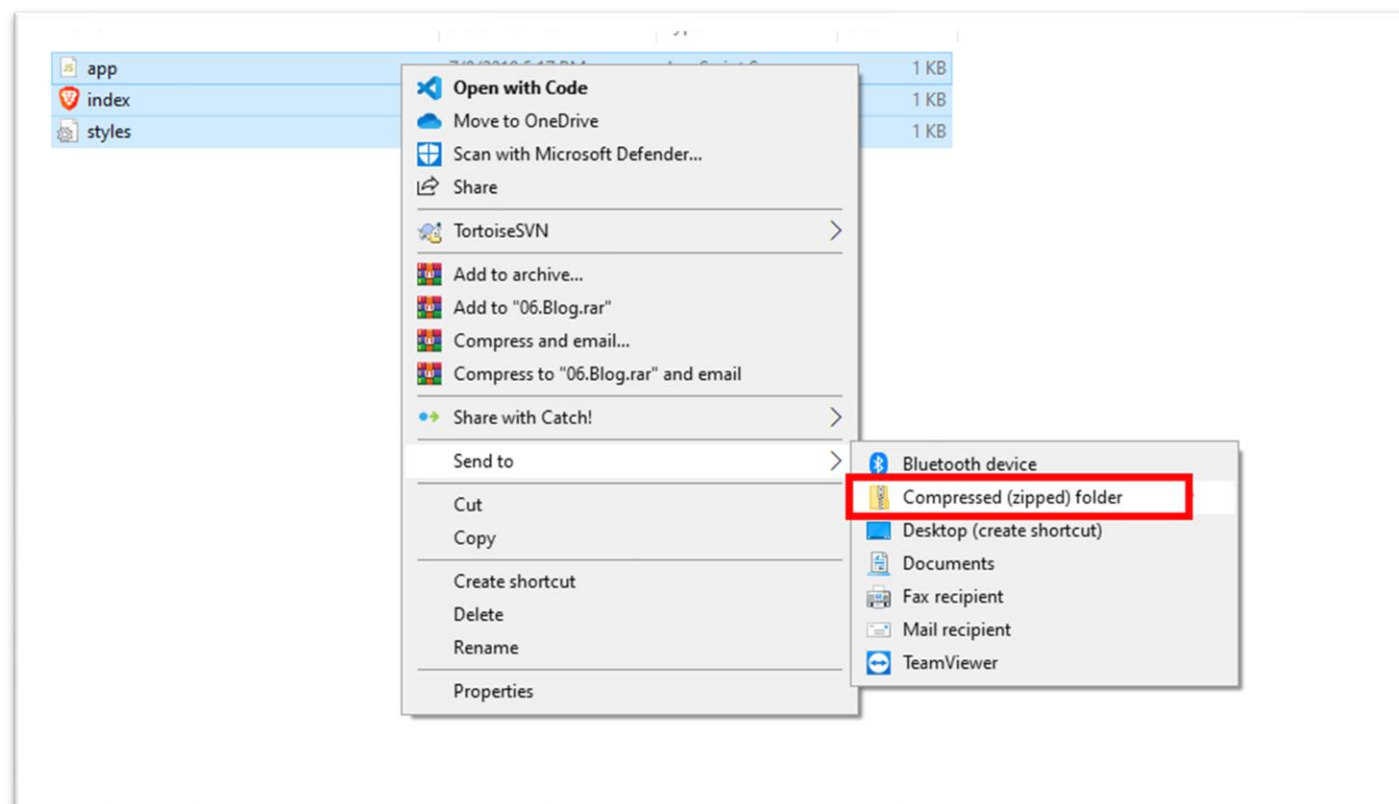 app 1 KB
index 1 KB
styles 1 KB
Open with Code
Move to OneDrive
Scan with Microsoft Defender...
Share
TortoiseSVN
Add to archive...
Add to "06.Blog.rar"
Compress and email...
Compress to "06.Blog.rar" and email
Share with Catch!
Send to
Cut
Copy
Create shortcut
Delete
Rename
Properties
Bluetooth device
Compressed (zipped) folder
Desktop (create shortcut)
Documents
Fax recipient
Mail recipient
TeamViewer